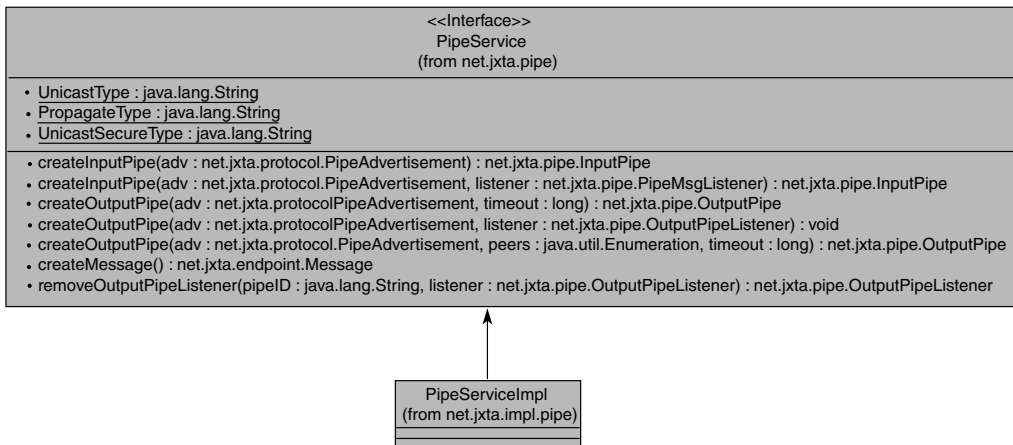 <<Interface>>
PipeService
(from net.jxta.pipe)
• UnicastType : java.lang.String
• PropagateType : java.lang.String
• UnicastSecureType : java.lang.String
• createInputPipe(adv : net.jxta.protocol.PipeAdvertisement) : net.jxta.pipe.InputPipe
• createInputPipe(adv : net.jxta.protocol.PipeAdvertisement, listener : net.jxta.pipe.PipeMsgListener) : net.jxta.pipe.InputPipe
• createOutputPipe(adv : net.jxta.protocolPipeAdvertisement, timeout : long) : net.jxta.pipe.OutputPipe
• createOutputPipe(adv : net.jxta.protocolPipeAdvertisement, listener : net.jxta.pipe.OutputPipeListener) : void
• createOutputPipe(adv : net.jxta.protocol.PipeAdvertisement, peers : java.util.Enumeration, timeout : long) : net.jxta.pipe.OutputPipe
• createMessage() : net.jxta.endpoint.Message
• removeOutputPipeListener(pipeID : java.lang.String, listener : net.jxta.pipe.OutputPipeListener) : net.jxta.pipe.OutputPipeListener
PipeServiceImpl
(from net.jxta.impl.pipe)